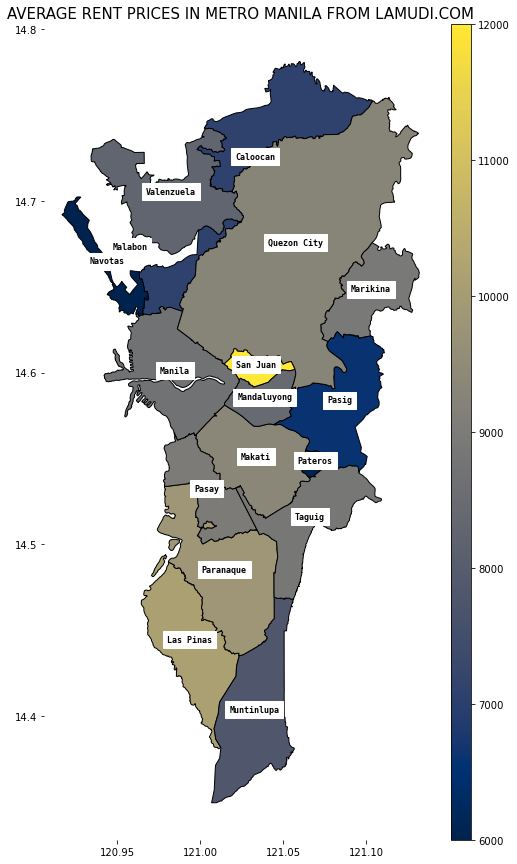 AVERAGE RENT PRICES IN METRO MANILA FROM LAMUDI.COM
14.8
14.7
14.6
14.5
14.4
120.95
121.00
121.05
121.10
Caloocan
Valenzuela
Quezon City
Malabon
Navotas
Marikina
San Juan
Manila
Mandaluyong
Pasig
Makati
Pateros
Pasay
Taguig
Paranaque
Las Pinas
Muntinlupa
12000
11000
10000
9000
8000
7000
6000